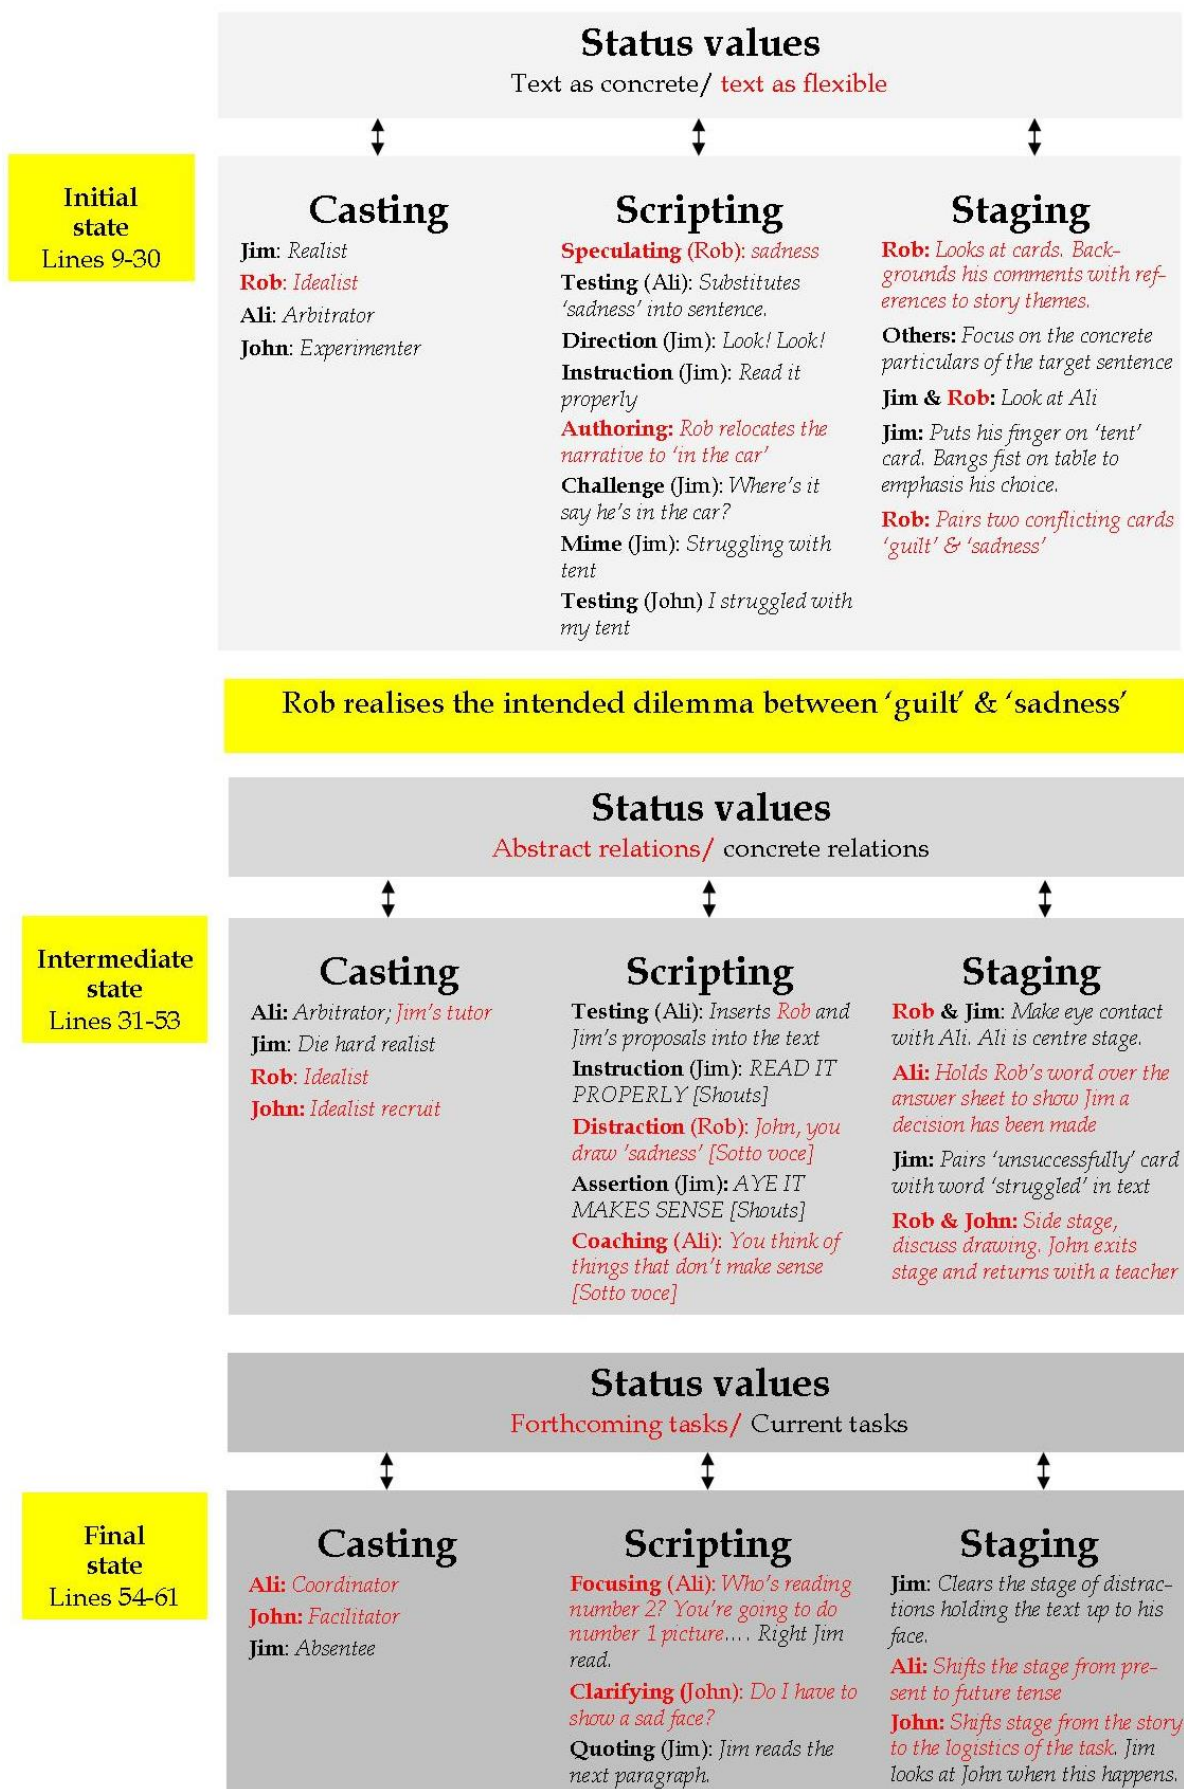 Status values
Text as concrete/ text as flexible
Initial
state
Lines 9-30
Casting
Jim: Realist
Rob: Idealist
Ali: Arbitrator
John: Experimenter
Scripting
Speculating (Rob): sadness
Testing (Ali): Substitutes
‘sadness’ into sentence.
Direction (Jim): Look! Look!
Instruction (Jim): Read it
properly
Authoring: Rob relocates the
narrative to ‘in the car’
Challenge (Jim): Where’s it
say he’s in the car?
Mime (Jim): Struggling with
tent
Testing (John) I struggled with
my tent
Staging
Rob: Looks at cards. Back-
grounds his comments with ref-
erences to story themes.
Others: Focus on the concrete
particulars of the target sentence
Jim & Rob: Look at Ali
Jim: Puts his finger on ‘tent’
card. Bangs fist on table to
emphasis his choice.
Rob: Pairs two conflicting cards
‘guilt’ & ‘sadness’
Rob realises the intended dilemma between ‘guilt’ & ‘sadness’
Status values
Abstract relations/ concrete relations
Intermediate
state
Lines 31-53
Casting
Ali: Arbitrator; Jim’s tutor
Jim: Die hard realist
Rob: Idealist
John: Idealist recruit
Scripting
Testing (Ali): Inserts Rob and
Jim’s proposals into the text
Instruction (Jim): READ IT
PROPERLY [Shouts]
Distraction (Rob): John, you
draw ‘sadness’ [Sotto voce]
Assertion (Jim): AYE IT
MAKES SENSE [Shouts]
Coaching (Ali): You think of
things that don’t make sense
[Sotto voce]
Staging
Rob & Jim: Make eye contact
with Ali. Ali is centre stage.
Ali: Holds Rob’s word over the
answer sheet to show Jim a
decision has been made
Jim: Pairs ‘unsuccessfully’ card
with word ‘struggled’ in text
Rob & John: Side stage,
discuss drawing. John exits
stage and returns with a teacher
Status values
Forthcoming tasks/ Current tasks
Final
state
Lines 54-61
Casting
Ali: Coordinator
John: Facilitator
Jim: Absentee
Scripting
Focusing (Ali): Who’s reading
number 2? You’re going to do
number 1 picture…. Right Jim
read.
Clarifying (John): Do I have to
show a sad face?
Quoting (Jim): Jim reads the
next paragraph.
Staging
Jim: Clears the stage of distrac-
tions holding the text up to his
face.
Ali: Shifts the stage from pre-
sent to future tense
John: Shifts stage from the story
to the logistics of the task. Jim
looks at John when this happens.